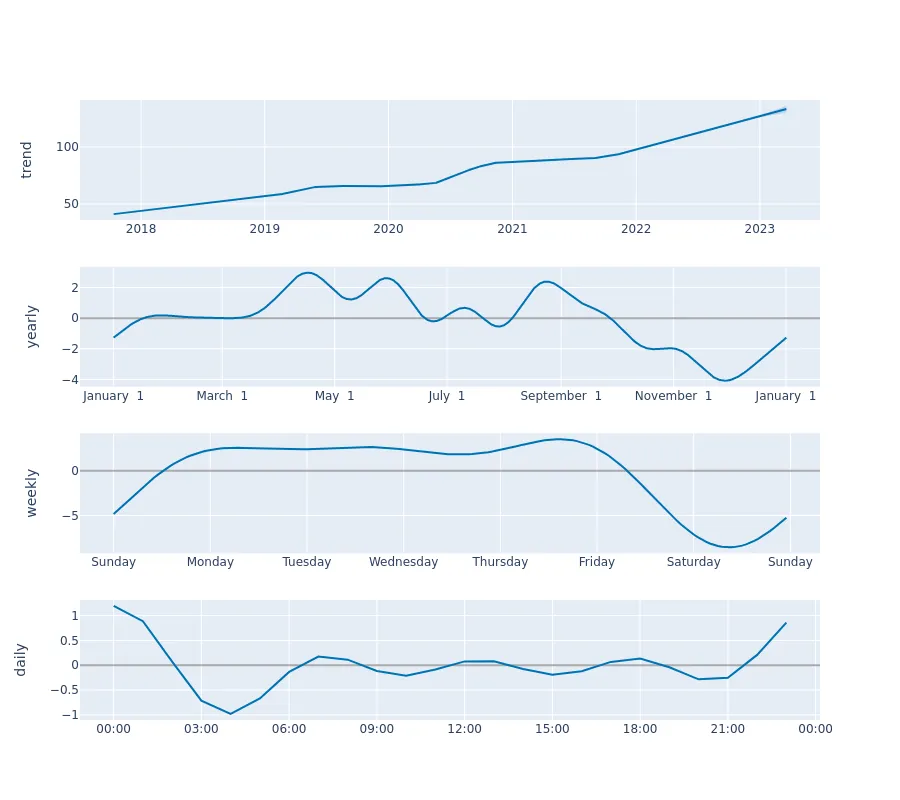 trend
100
50
2018 2019 2020 2021 2022 2023
yearly
2
0
−2
−4
January 1 March 1 May 1 July 1 September 1 November 1 January 1
weekly
0
−5
Sunday Monday Tuesday Wednesday Thursday Friday Saturday Sunday
daily
1
0.5
0
−0.5
−1
00:00 03:00 06:00 09:00 12:00 15:00 18:00 21:00 00:00